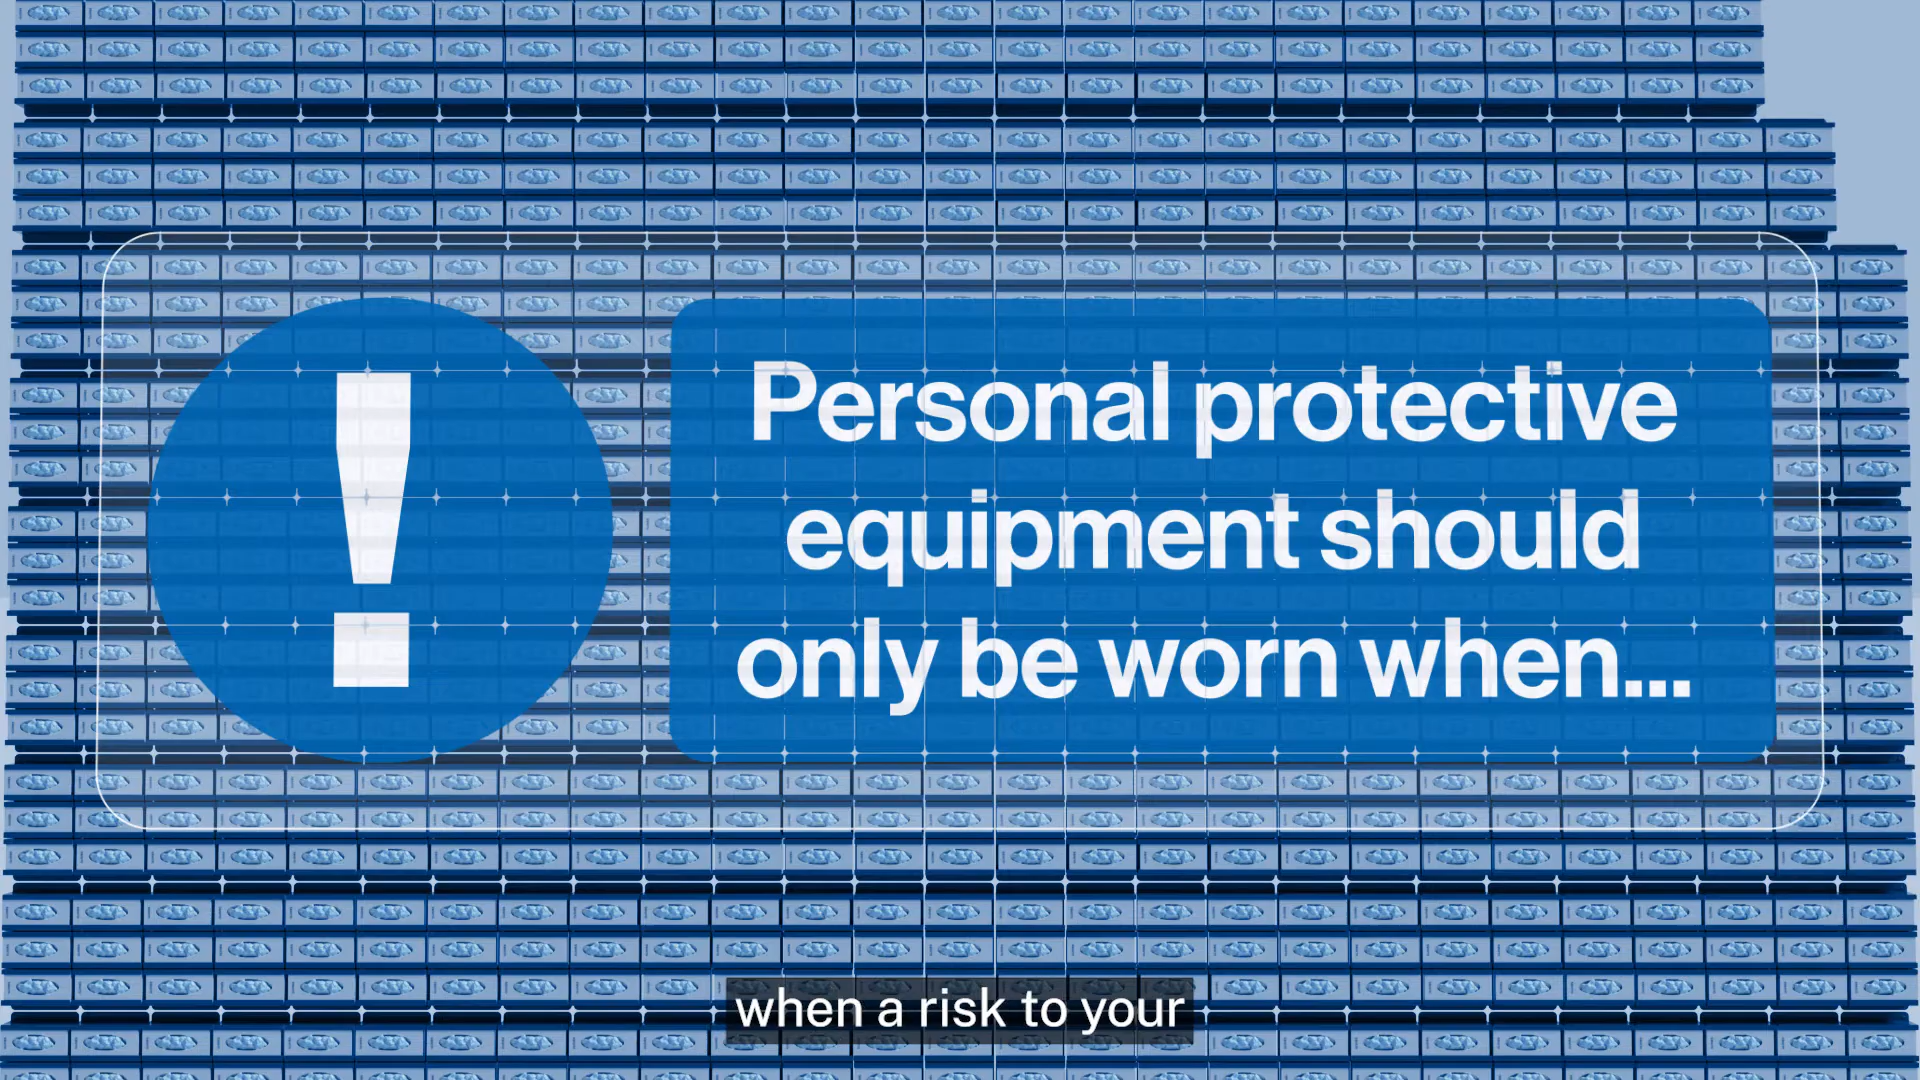 !
Personal protective
equipment should
only be worn when...
when a risk to your